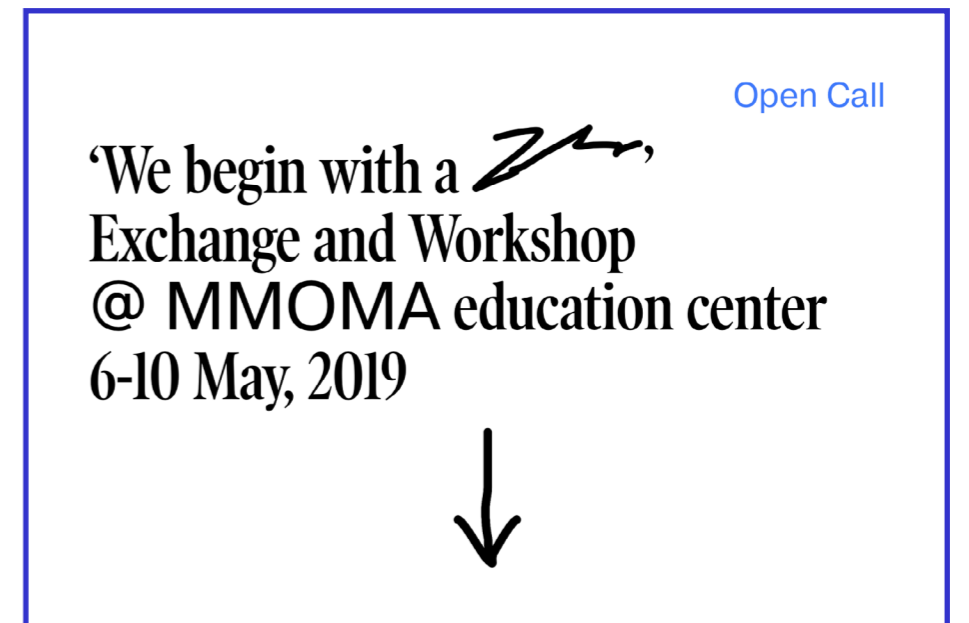 Open Call
‘We begin with a ’
Exchange and Workshop
@ MMOMA education center
6-10 May, 2019